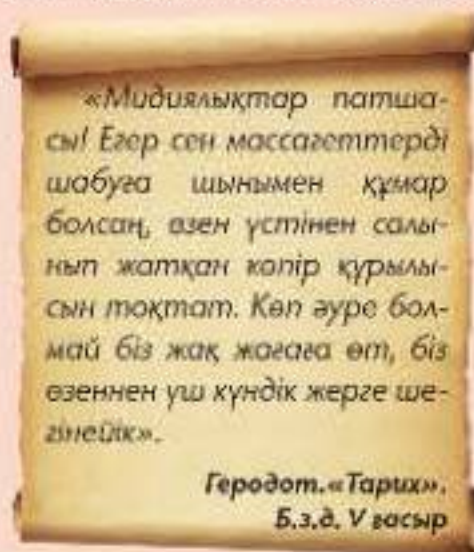 «Мидиялықтар патша-
сы! Егер сен массагеттерді
шабуға шынымен құмар
болсаң, өзен үстінен салы-
нып жатқан көпір құрылы-
сын тоқтат. Көп әуре бол-
май біз жақ жағаға өт, біз
өзеннен үш күндік жерге ше-
гінейік».
Геродот. «Тарих».
Б.з.д. V ғасыр